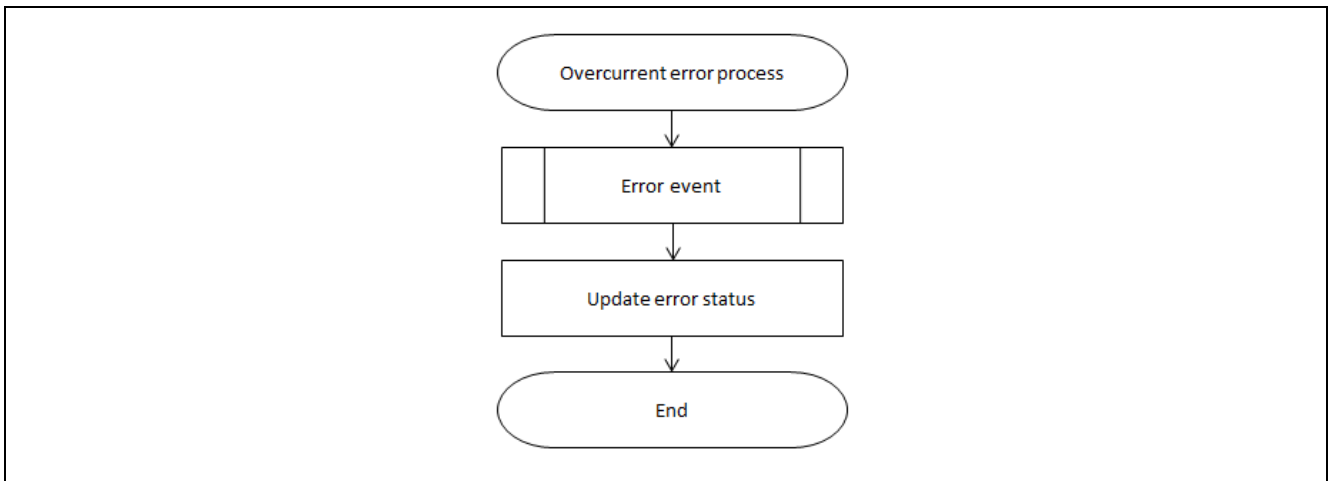 Overcurrent error process
Error event
Update error status
End